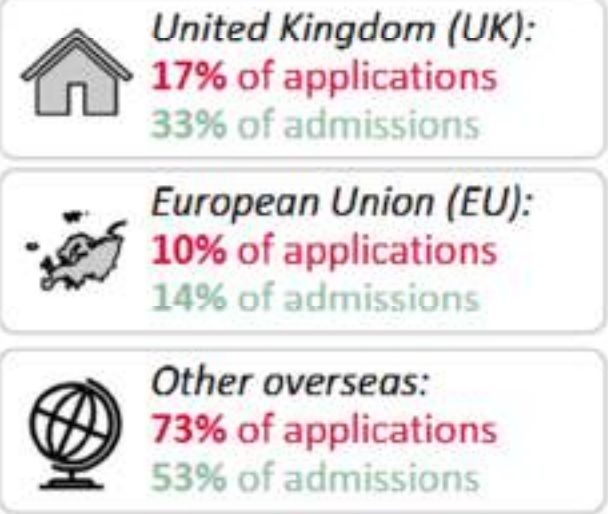 United Kingdom (UK):
17% of applications
33% of admissions
European Union (EU):
10% of applications
14% of admissions
Other overseas:
73% of applications
53% of admissions